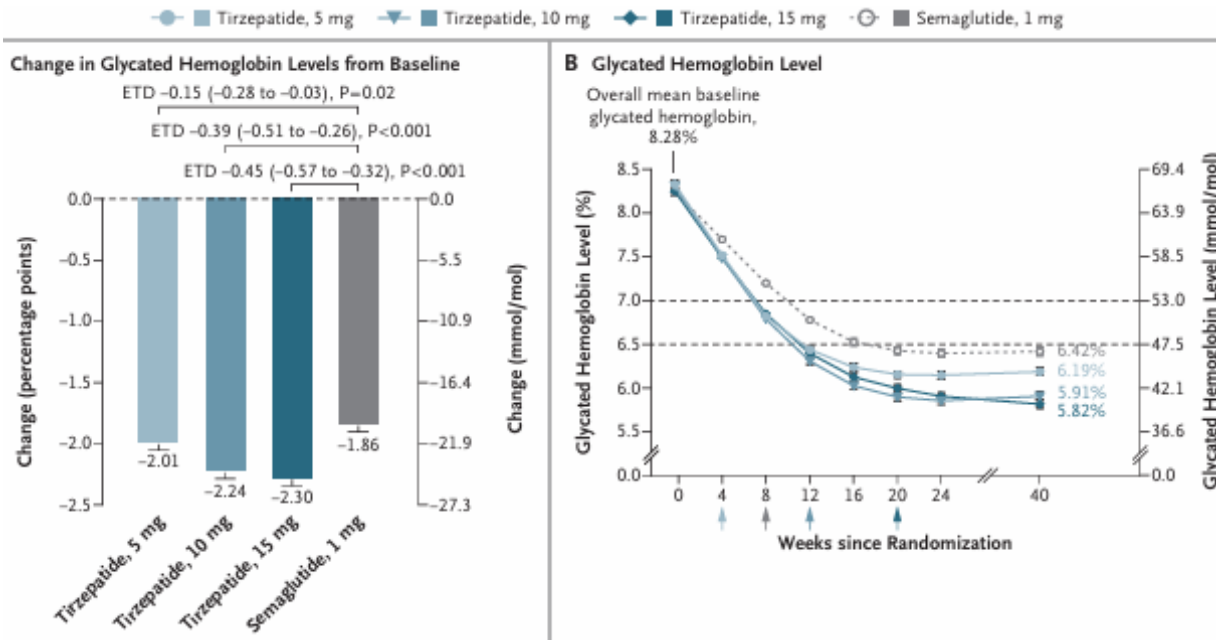 Tirzepatide, 5 mg Tirzepatide, 10 mg Tirzepatide, 15 mg Semaglutide, 1 mg
Change in Glycated Hemoglobin Levels from Baseline
ETD −0.15 (−0.28 to −0.03), P=0.02
ETD −0.39 (−0.51 to −0.26), P<0.001
ETD −0.45 (−0.57 to −0.32), P<0.001
Change (percentage points)
0.0
−0.5
−1.0
−1.5
−2.0
−2.5
−2.01
−2.24
−2.30
−1.86
0.0
−5.5
−10.9
−16.4
−21.9
−27.3
Change (mmol/mol)
Tirzepatide, 5 mg
Tirzepatide, 10 mg
Tirzepatide, 15 mg
Semaglutide, 1 mg
B Glycated Hemoglobin Level
Overall mean baseline
glycated hemoglobin,
8.28%
Glycated Hemoglobin Level (%)
8.5
8.0
7.5
7.0
6.5
6.0
5.5
0.0
6.42%
6.19%
5.91%
5.82%
69.4
63.9
58.5
53.0
47.5
42.1
36.6
0.0
Glycated Hemoglobin Level (mmol/mol)
0 4 8 12 16 20 24 40
Weeks since Randomization